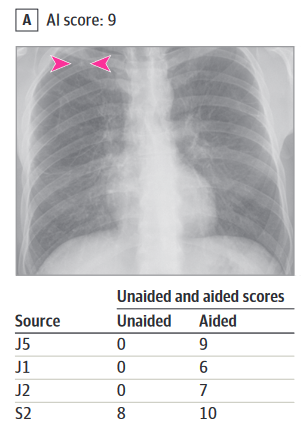 A AI score: 9
Unaided and aided scores
Source Unaided Aided
J5 0 9
J1 0 6
J2 0 7
S2 8 10